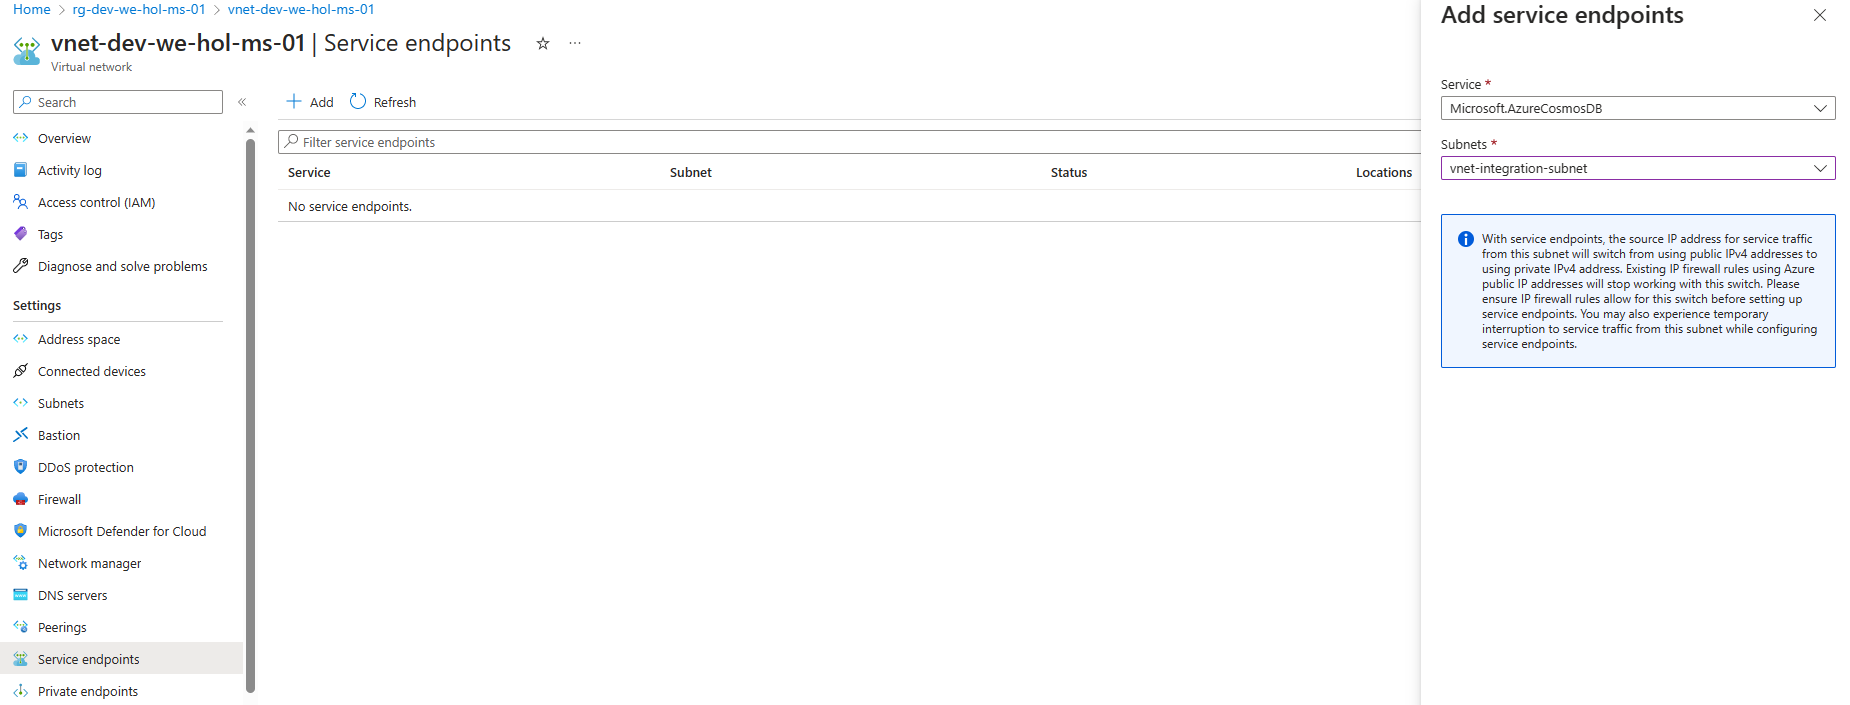 Home > rg-dev-we-hol-ms-01 > vnet-dev-we-hol-ms-01
vnet-dev-we-hol-ms-01 | Service endpoints
Virtual network
Search
Overview
Activity log
Access control (IAM)
Tags
Diagnose and solve problems
Settings
Address space
Connected devices
Subnets
Bastion
DDoS protection
Firewall
Microsoft Defender for Cloud
Network manager
DNS servers
Peerings
Service endpoints
Private endpoints
Add Refresh
Filter service endpoints
Service Subnet Status Locations
No service endpoints.
Add service endpoints
Service *
Microsoft.AzureCosmosDB
Subnets *
vnet-integration-subnet
With service endpoints, the source IP address for service traffic
from this subnet will switch from using public IPv4 addresses to
using private IPv4 address. Existing IP firewall rules using Azure
public IP addresses will stop working with this switch. Please
ensure IP firewall rules allow for this switch before setting up
service endpoints. You may also experience temporary
interruption to service traffic from this subnet while configuring
service endpoints.